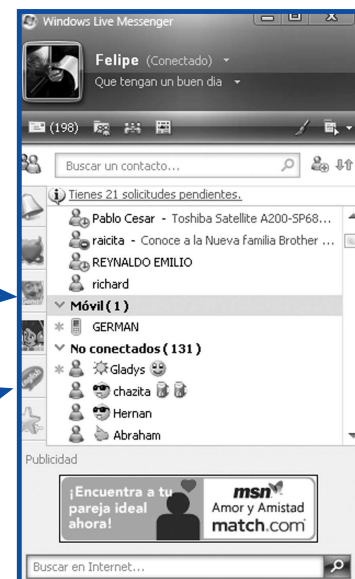 Windows Live Messenger
Felipe (Conectado)
Que tengan un buen dia
(198)
Buscar un contacto...
Tienes 21 solicitudes pendientes.
Pablo Cesar - Toshiba Satellite A200-SP68...
raicita - Conoce a la Nueva familia Brother ...
REYNALDO EMILIO
richard
Móvil ( 1 )
GERMAN
No conectados ( 131 )
Gladys
chazita
Hernan
Abraham
Publicidad
¡Encuentra a tu
pareja ideal
ahora!
msn
Amor y Amistad
match.com
Buscar en Internet...